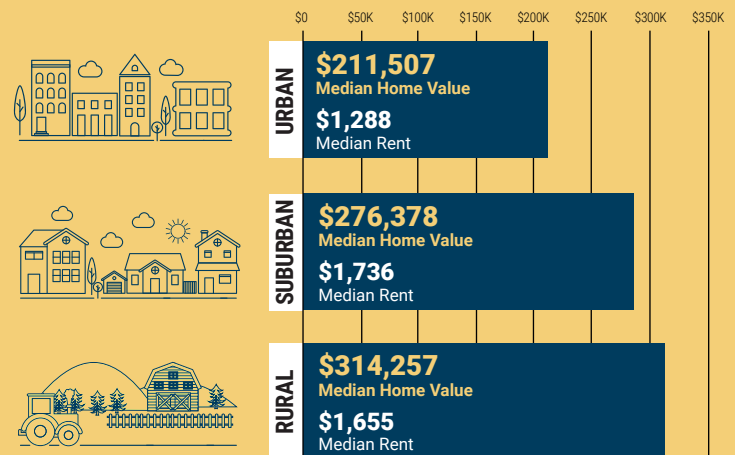 $0 $50K $100K $150K $200K $250K $300K $350K
URBAN
$211,507
Median Home Value
$1,288
Median Rent
SUBURBAN
$276,378
Median Home Value
$1,736
Median Rent
RURAL
$314,257
Median Home Value
$1,655
Median Rent